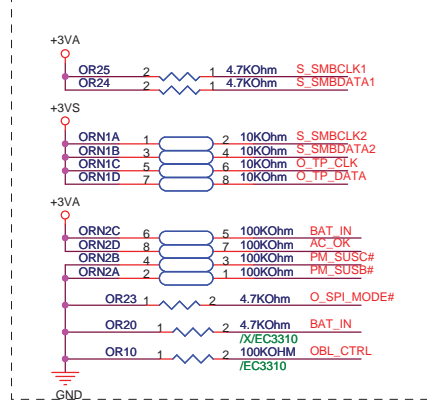 +3VA
OR25 2 1 4.7KOhm S_SMBCLK1
OR24 2 1 4.7KOhm S_SMBDATA1
+3VS
ORN1A 1 2 10KOhm S_SMBCLK2
ORN1B 3 4 10KOhm S_SMBDATA2
ORN1C 5 6 10KOhm O_TP_CLK
ORN1D 7 8 10KOhm O_TP_DATA
+3VA
ORN2C 6 5 100KOhm BAT_IN
ORN2D 8 7 100KOhm AC_OK
ORN2B 4 3 100KOhm PM_SUSC#
ORN2A 2 1 100KOhm PM_SUSB#
OR23 1 2 4.7KOhm O_SPI_MODE#
OR20 1 2 4.7KOhm BAT_IN
/X/EC3310
OR10 1 2 100KOHM OBL_CTRL
/EC3310
GND